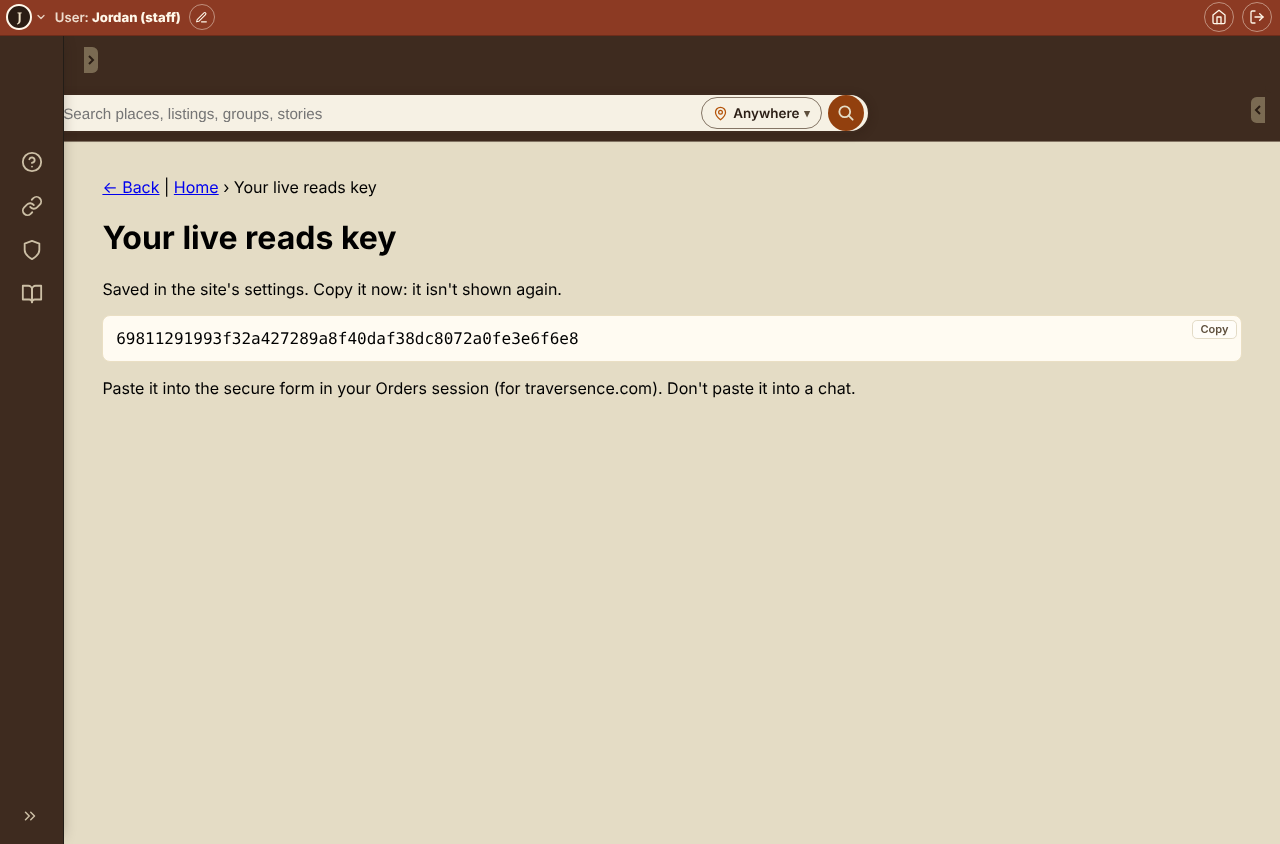 J
User: Jordan (staff)
Search places, listings, groups, stories
Anywhere ▾
← Back | Home › Your live reads key
Your live reads key
Saved in the site's settings. Copy it now: it isn't shown again.
69811291993f32a427289a8f40daf38dc8072a0fe3e6f6e8
Copy
Paste it into the secure form in your Orders session (for traversence.com). Don't paste it into a chat.